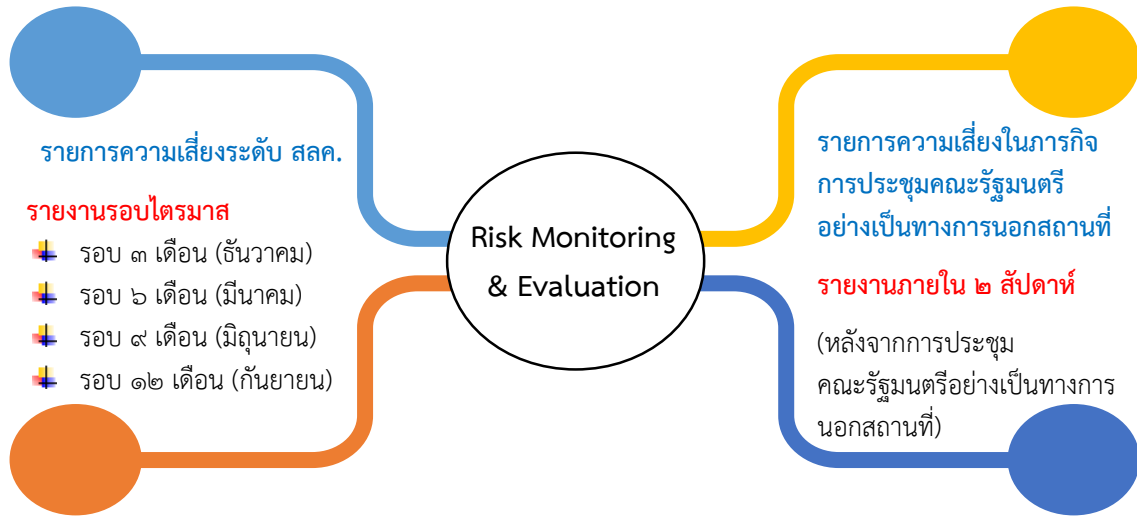 รายการความเสี่ยงระดับ สลค.
รายงานรอบไตรมาส
รอบ ๓ เดือน (ธันวาคม)
รอบ ๖ เดือน (มีนาคม)
รอบ ๙ เดือน (มิถุนายน)
รอบ ๑๒ เดือน (กันยายน)
Risk Monitoring
& Evaluation
รายการความเสี่ยงในภารกิจ
การประชุมคณะรัฐมนตรี
อย่างเป็นทางการนอกสถานที่
รายงานภายใน ๒ สัปดาห์
(หลังจากการประชุม
คณะรัฐมนตรีอย่างเป็นทางการ
นอกสถานที่)